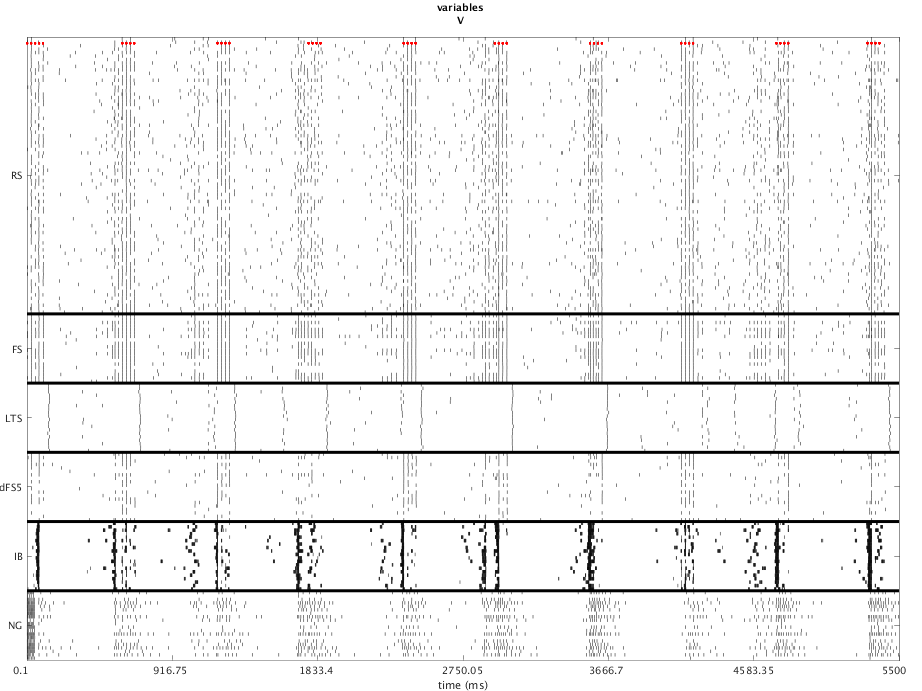 variables
V
RS
FS
LTS
dFS5
IB
NG
0.1
916.75
1833.4
2750.05
3666.7
4583.35
5500
time (ms)